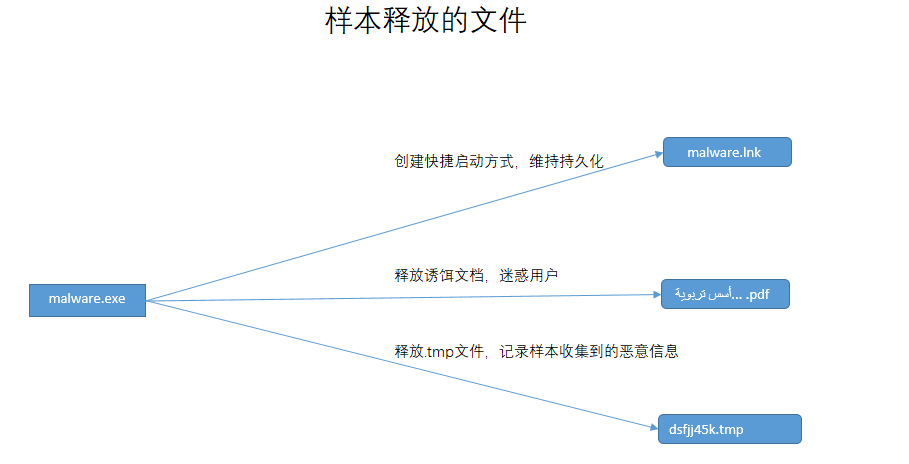 样本释放的文件
创建快捷启动方式，维持持久化
malware.lnk
释放诱饵文档，迷惑用户
malware.exe
أسس تربوية... .pdf
释放.tmp文件，记录样本收集到的恶意信息
dsfjj45k.tmp